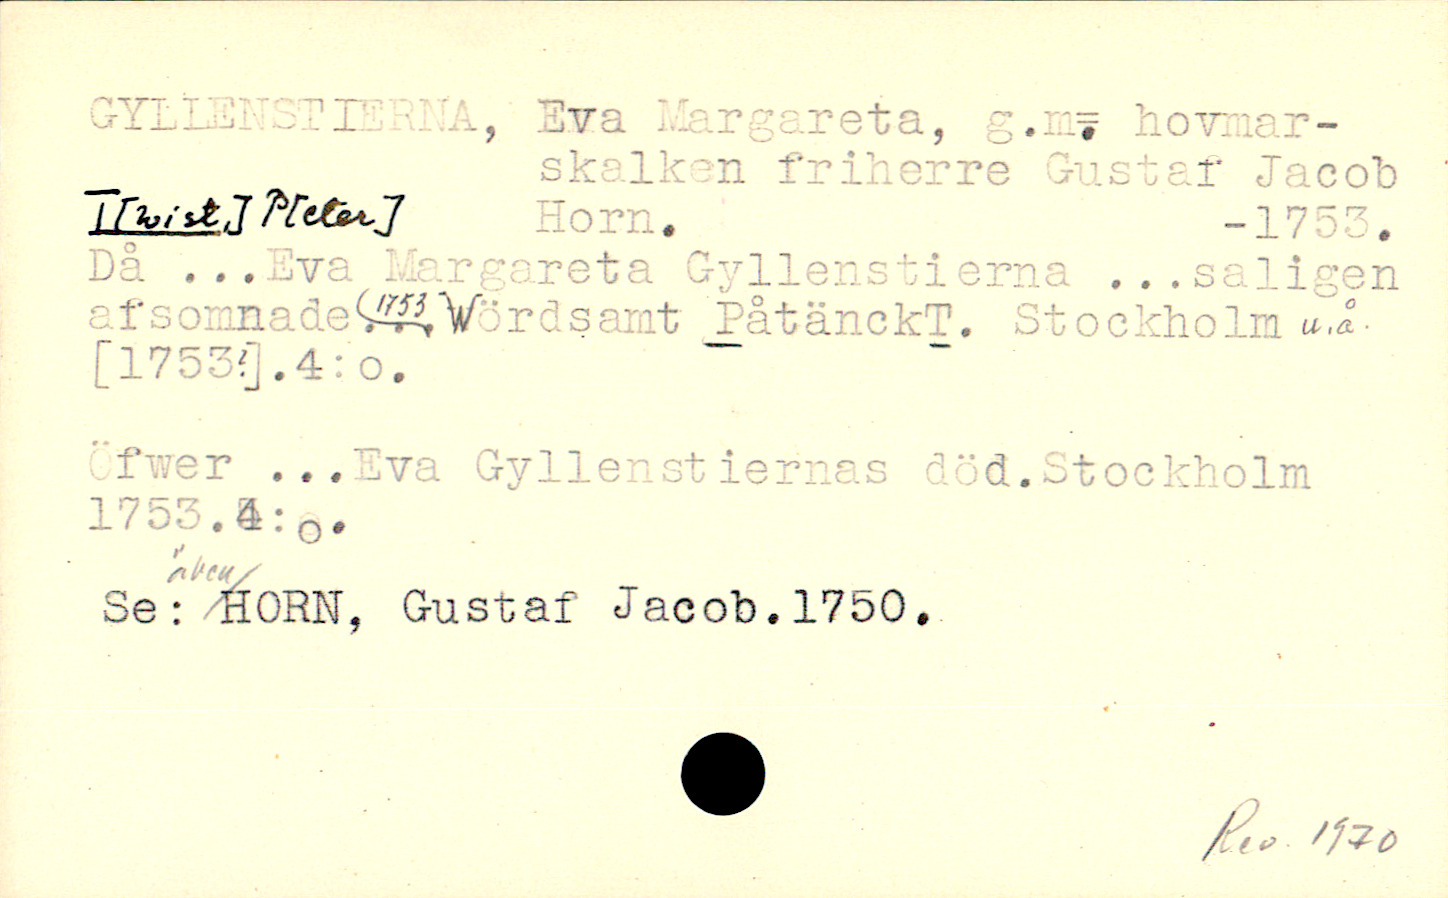 GYLLENSTIERNA, Eva Margareta, g.m. hovmar-
skalken friherre Gustaf Jacob
T[wist,] P[eter] Horn. -1753.
Då ...Eva Margareta Gyllenstierna ...saligen
afsomnade (1753) ... Wördsamt PåtänckT. Stockholm u.å.
[1753?].4:o.
Öfwer ...Eva Gyllenstiernas död.Stockholm
1753.4:o.
även
Se: HORN, Gustaf Jacob.1750.
Rev. 1970